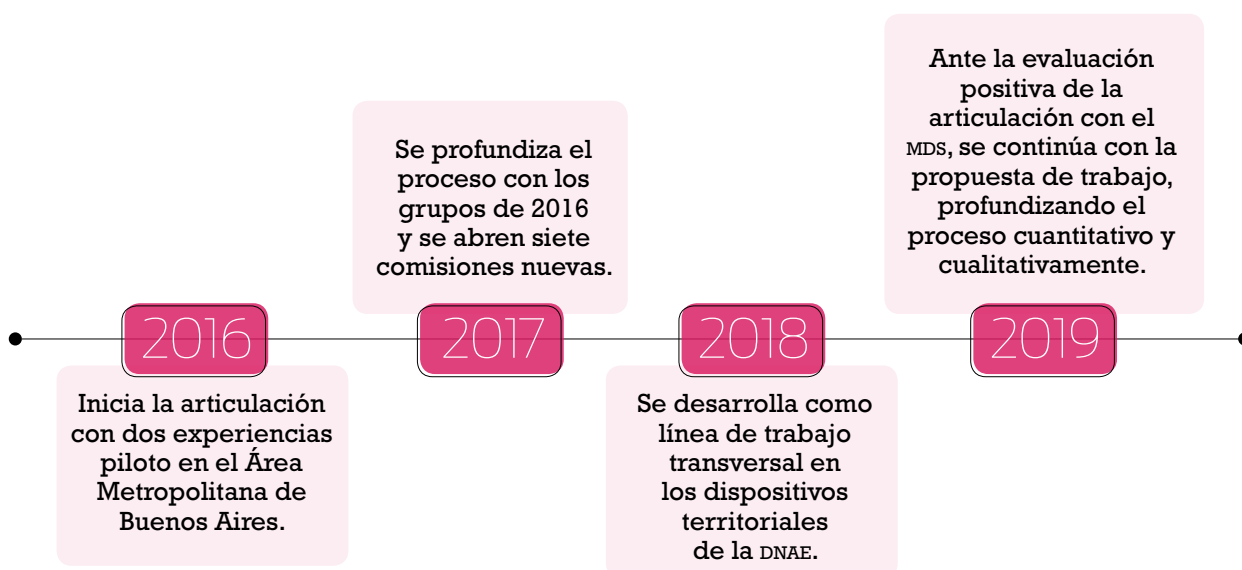 2016
Inicia la articulación
con dos experiencias
piloto en el Área
Metropolitana de
Buenos Aires.
Se profundiza el
proceso con los
grupos de 2016
y se abren siete
comisiones nuevas.
2017
2018
Se desarrolla como
línea de trabajo
transversal en
los dispositivos
territoriales
de la DNAE.
Ante la evaluación
positiva de la
articulación con el
MDS, se continúa con la
propuesta de trabajo,
profundizando el
proceso cuantitativo y
cualitativamente.
2019